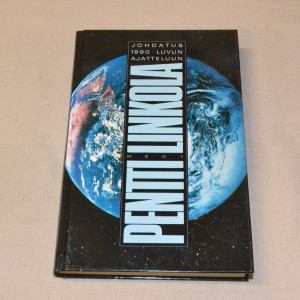 JOHDATUS
1990-LUVUN
AJATTELUUN
PENTTI LINKOLA
WSOY